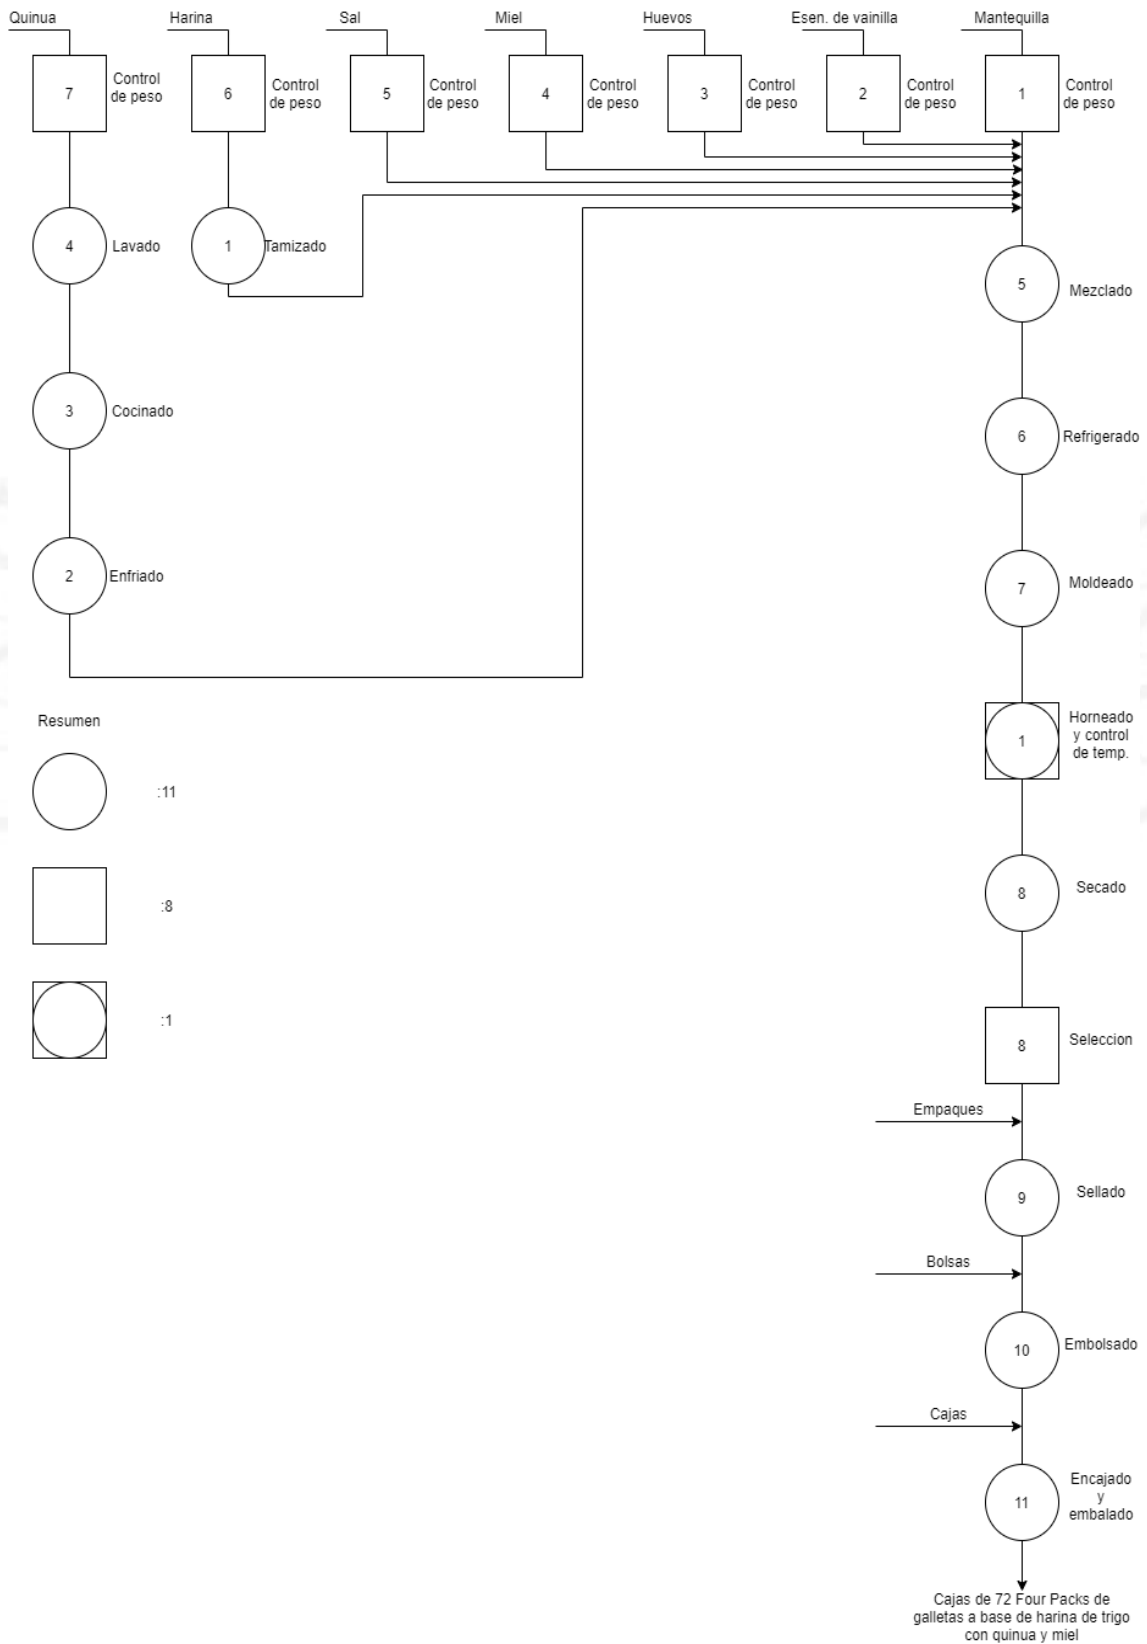 Quinua
Harina
Sal
Miel
Huevos
Esen. de vainilla
Mantequilla
7
Control
de peso
6
Control
de peso
5
Control
de peso
4
Control
de peso
3
Control
de peso
2
Control
de peso
1
Control
de peso
4
Lavado
1
Tamizado
5
Mezclado
3
Cocinado
6
Refrigerado
2
Enfriado
7
Moldeado
Resumen
1
Horneado
y control
de temp.
:11
8
Secado
:8
:1
8
Seleccion
Empaques
9
Sellado
Bolsas
10
Embolsado
Cajas
11
Encajado
y
embalado
Cajas de 72 Four Packs de
galletas a base de harina de trigo
con quinua y miel